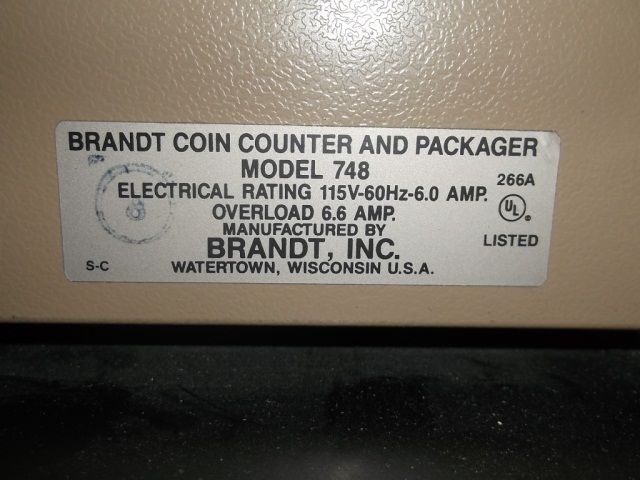 BRANDT COIN COUNTER AND PACKAGER
MODEL 748
266A
ELECTRICAL RATING 115V-60Hz-6.0 AMP.
OVERLOAD 6.6 AMP.
UL®
MANUFACTURED BY
BRANDT, INC.
LISTED
S-C
WATERTOWN, WISCONSIN U.S.A.